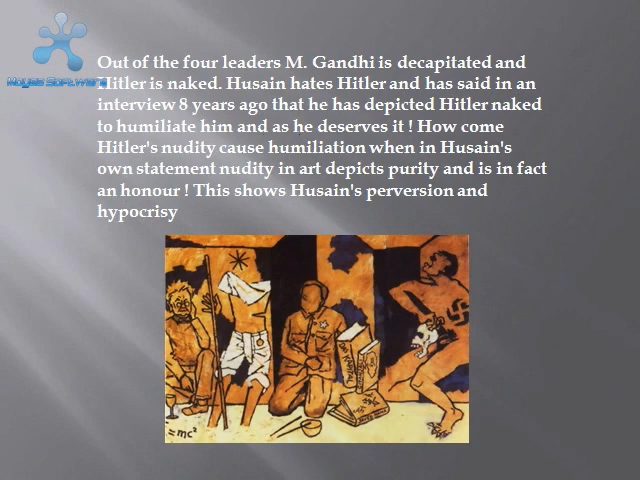 Moyea Software
Out of the four leaders M. Gandhi is decapitated and
Hitler is naked. Husain hates Hitler and has said in an
interview 8 years ago that he has depicted Hitler naked
to humiliate him and as he deserves it ! How come
Hitler's nudity cause humiliation when in Husain's
own statement nudity in art depicts purity and is in fact
an honour ! This shows Husain's perversion and
hypocrisy
=mc²